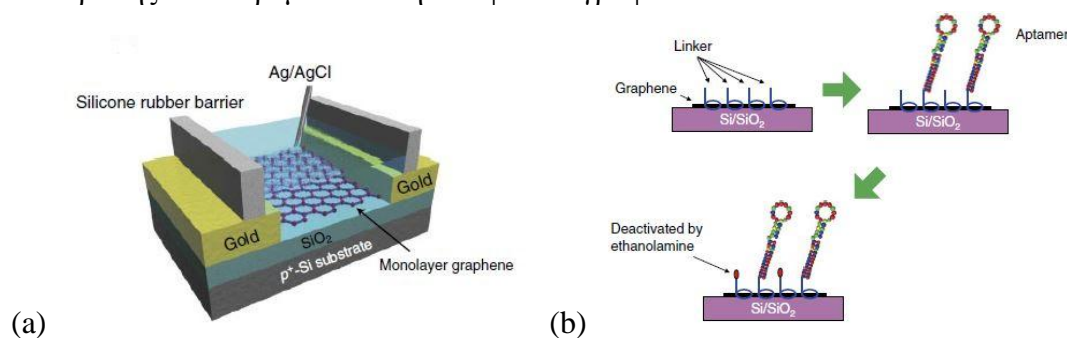 Ag/AgCl
Silicone rubber barrier
Gold
Gold
SiO₂
p⁺-Si substrate
Monolayer graphene
(a)
Linker
Graphene
Si/SiO₂
Aptamer
Si/SiO₂
Deactivated by
ethanolamine
Si/SiO₂
(b)